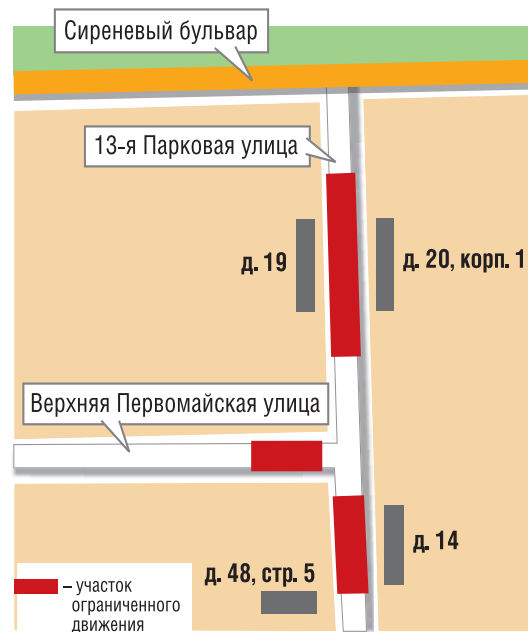 Сиреневый бульвар
13-я Парковая улица
д. 19
д. 20, корп. 1
Верхняя Первомайская улица
д. 14
д. 48, стр. 5
– участок
ограниченного
движения